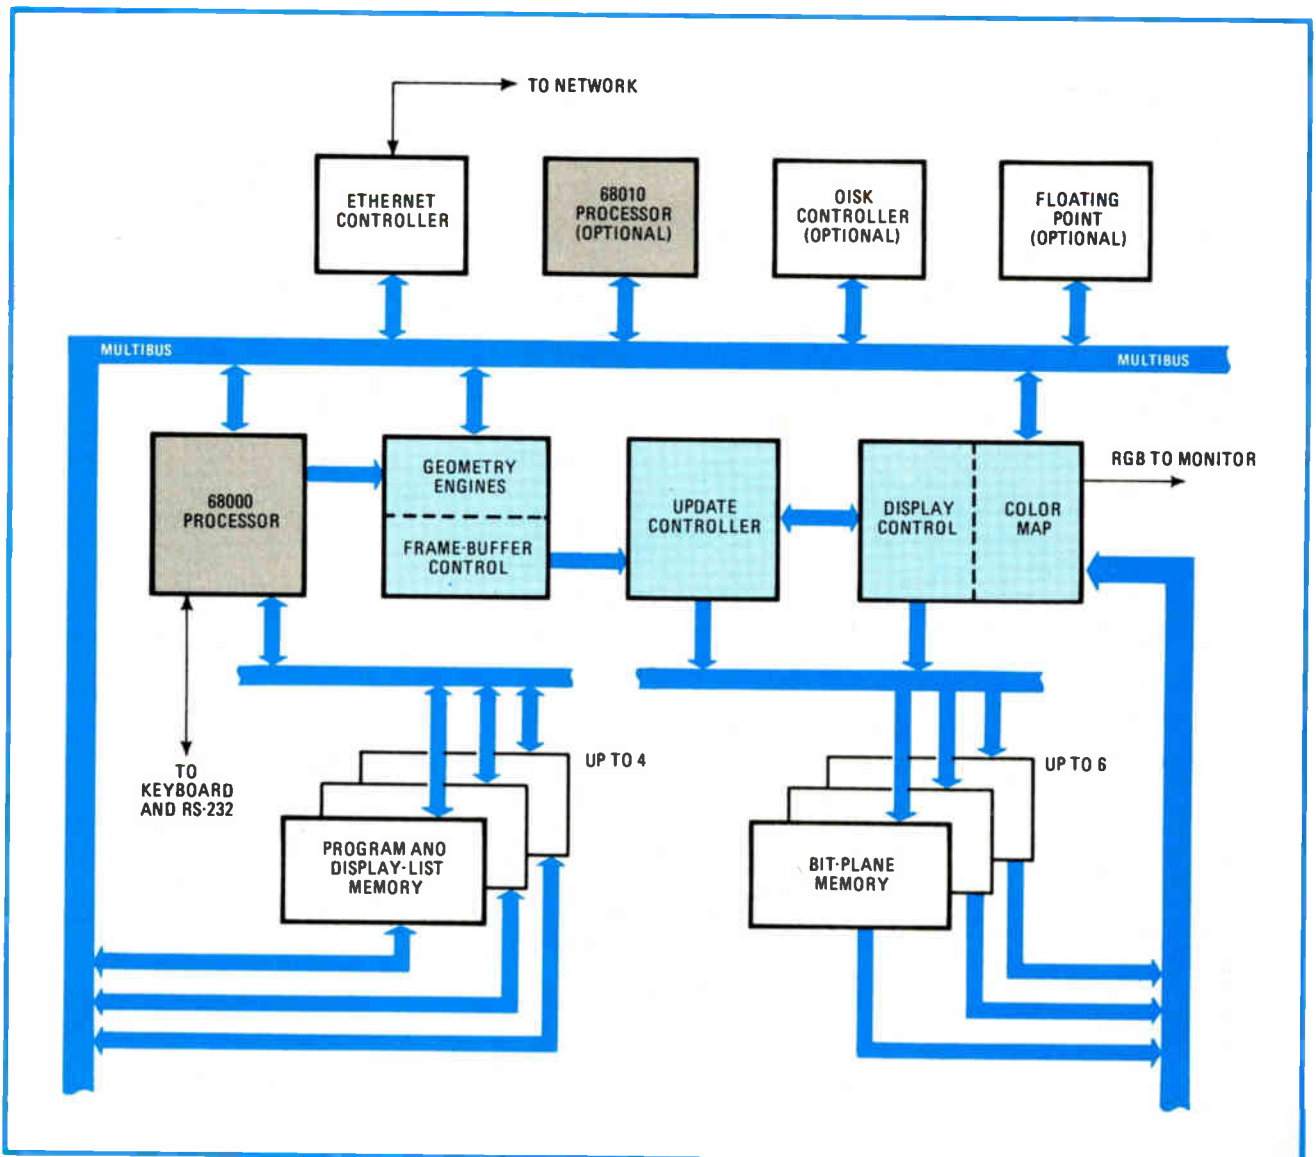 TO NETWORK
ETHERNET
CONTROLLER
68010
PROCESSOR
(OPTIONAL)
OISK
CONTROLLER
(OPTIONAL)
FLOATING
POINT
(OPTIONAL)
MULTIBUS
MULTIBUS
68000
PROCESSOR
GEOMETRY
ENGINES
FRAME-BUFFER
CONTROL
UPDATE
CONTROLLER
DISPLAY
CONTROL
COLOR
MAP
RGB TO MONITOR
TO
KEYBOARD
AND RS-232
UP TO 4
PROGRAM AND
DISPLAY-LIST
MEMORY
UP TO 6
BIT-PLANE
MEMORY